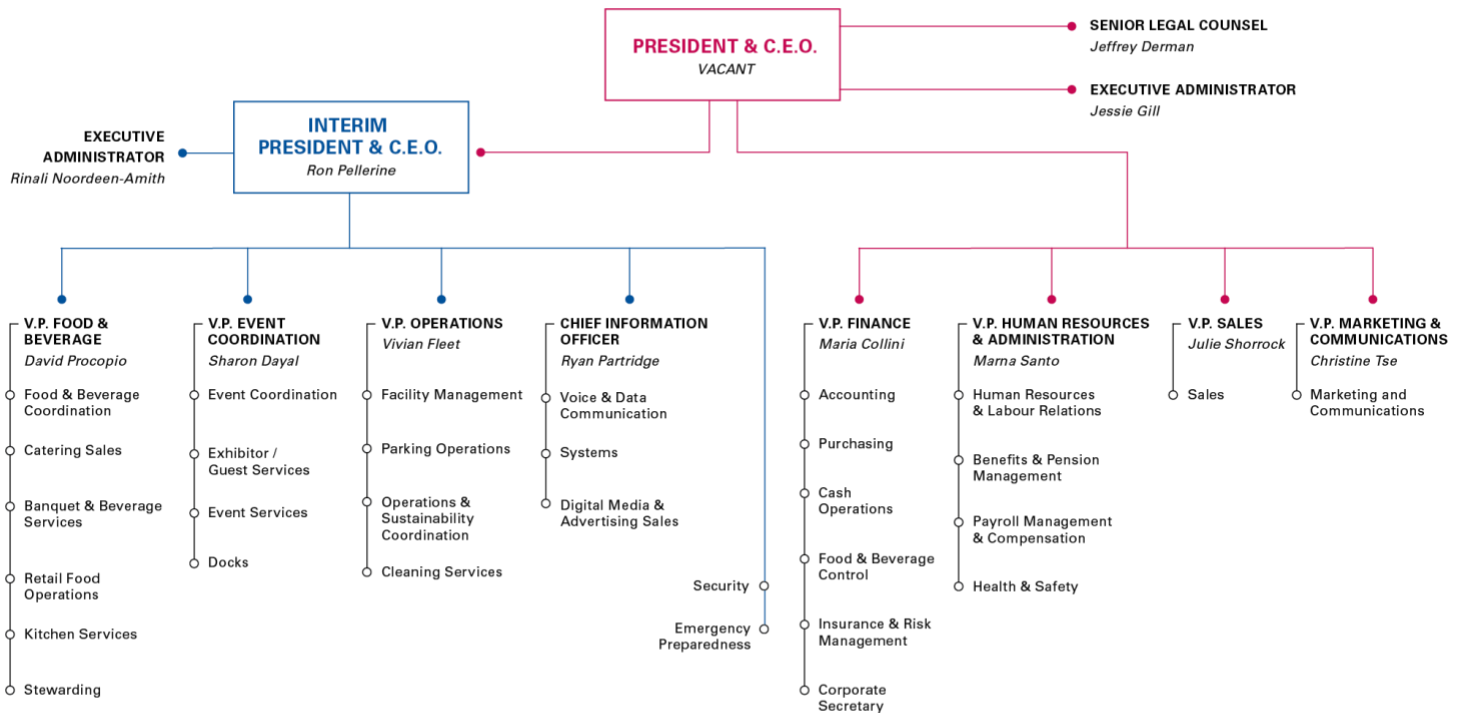 PRESIDENT & C.E.O.
VACANT
SENIOR LEGAL COUNSEL
Jeffrey Derman
EXECUTIVE ADMINISTRATOR
Jessie Gill
INTERIM
PRESIDENT & C.E.O.
Ron Pellerine
EXECUTIVE
ADMINISTRATOR
Rinali Noordeen-Amith
V.P. FOOD &
BEVERAGE
David Procopio
Food & Beverage
Coordination
Catering Sales
Banquet & Beverage
Services
Retail Food
Operations
Kitchen Services
Stewarding
V.P. EVENT
COORDINATION
Sharon Dayal
Event Coordination
Exhibitor /
Guest Services
Event Services
Docks
V.P. OPERATIONS
Vivian Fleet
Facility Management
Parking Operations
Operations &
Sustainability
Coordination
Cleaning Services
CHIEF INFORMATION
OFFICER
Ryan Partridge
Voice & Data
Communication
Systems
Digital Media &
Advertising Sales
Security
Emergency
Preparedness
V.P. FINANCE
Maria Collini
Accounting
Purchasing
Cash
Operations
Food & Beverage
Control
Insurance & Risk
Management
Corporate
Secretary
V.P. HUMAN RESOURCES
& ADMINISTRATION
Marna Santo
Human Resources
& Labour Relations
Benefits & Pension
Management
Payroll Management
& Compensation
Health & Safety
V.P. SALES
Julie Shorrock
Sales
V.P. MARKETING &
COMMUNICATIONS
Christine Tse
Marketing and
Communications